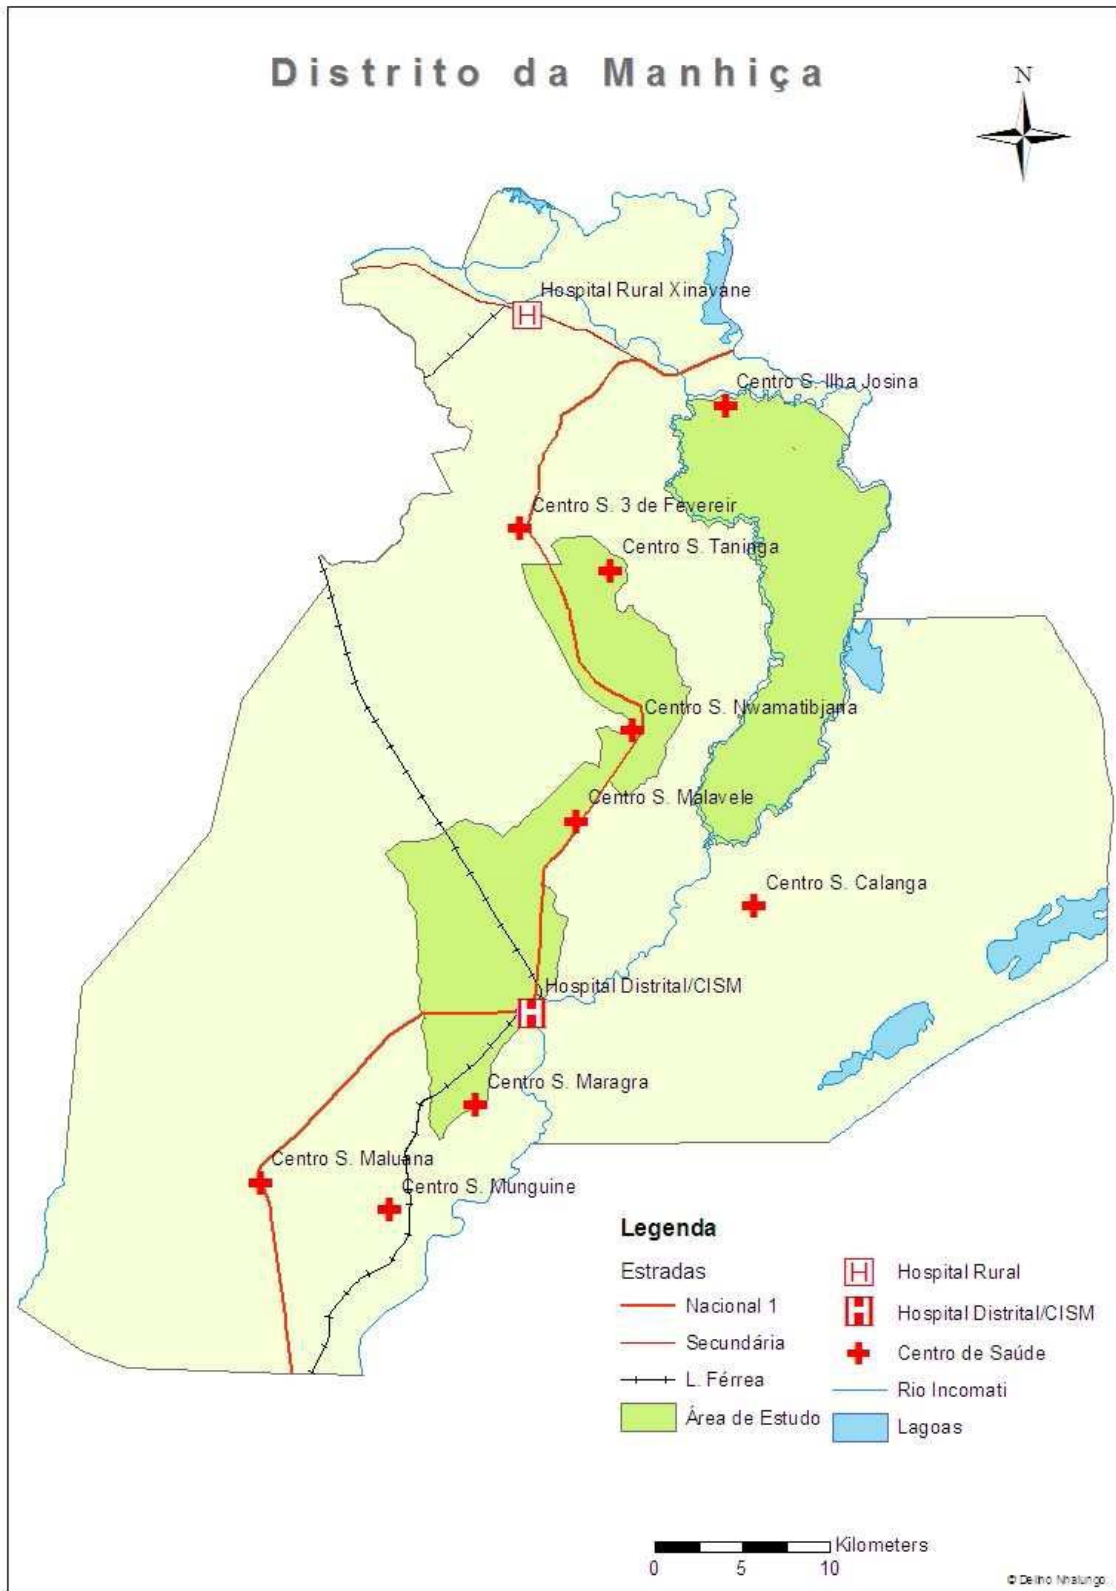 Distrito da Manhiça
N
Hospital Rural Xinavane
Centro S. Ilha Josina
Centro S. 3 de Fevereir
Centro S. Taninga
Centro S. Nwamatibjana
Centro S. Malavele
Centro S. Calanga
Hospital Distrital/CISM
Centro S. Maragra
Centro S. Maluana
Centro S. Munguine
Legenda
Estradas
Nacional 1
Secundária
L. Férrea
Área de Estudo
Hospital Rural
Hospital Distrital/CISM
Centro de Saúde
Rio Incomati
Lagoas
Kilometers
0 5 10
© Delino Nhalungo